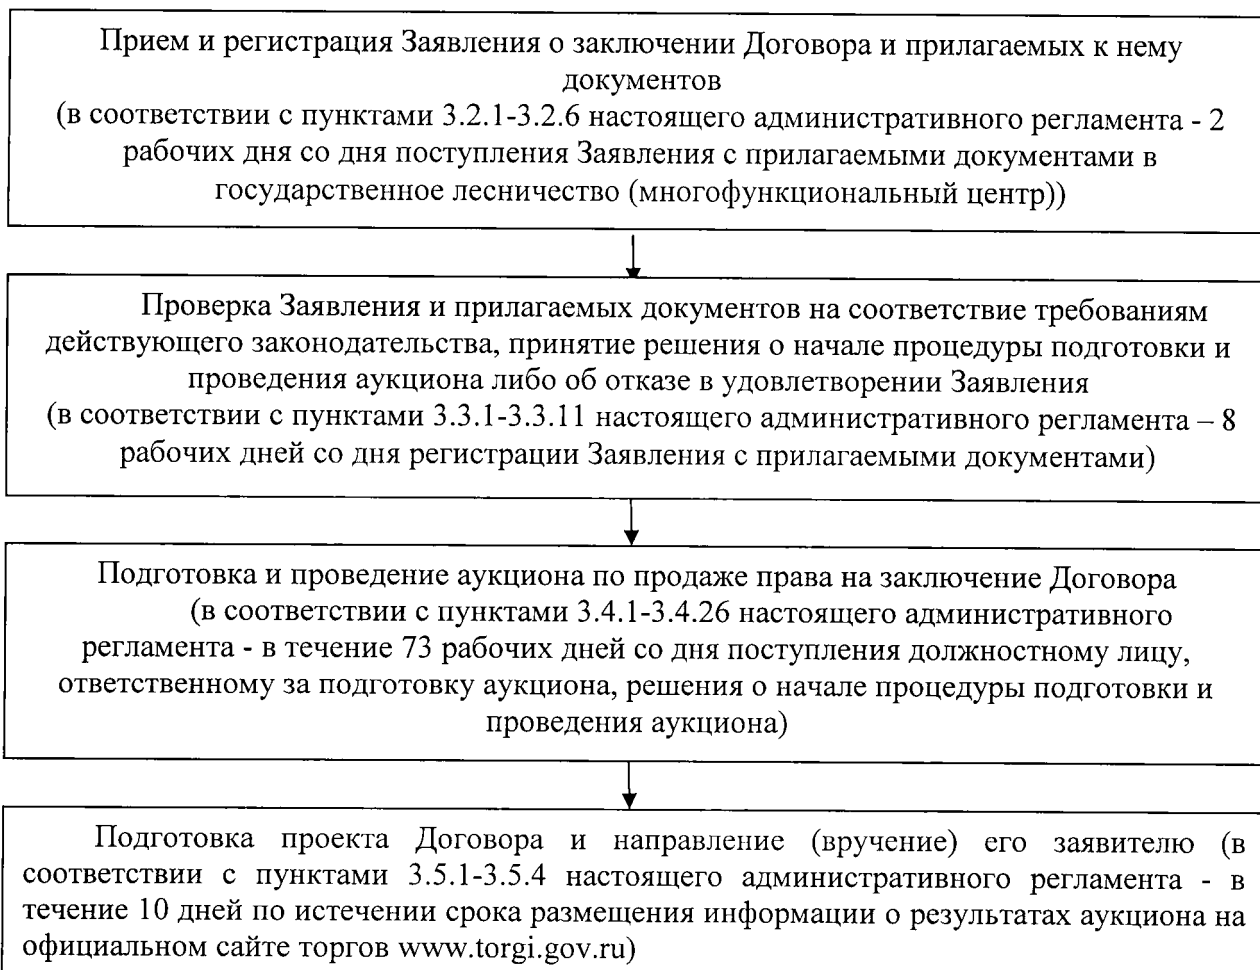 Прием и регистрация Заявления о заключении Договора и прилагаемых к нему
документов
(в соответствии с пунктами 3.2.1-3.2.6 настоящего административного регламента - 2
рабочих дня со дня поступления Заявления с прилагаемыми документами в
государственное лесничество (многофункциональный центр))
Проверка Заявления и прилагаемых документов на соответствие требованиям
действующего законодательства, принятие решения о начале процедуры подготовки и
проведения аукциона либо об отказе в удовлетворении Заявления
(в соответствии с пунктами 3.3.1-3.3.11 настоящего административного регламента – 8
рабочих дней со дня регистрации Заявления с прилагаемыми документами)
Подготовка и проведение аукциона по продаже права на заключение Договора
(в соответствии с пунктами 3.4.1-3.4.26 настоящего административного
регламента - в течение 73 рабочих дней со дня поступления должностному лицу,
ответственному за подготовку аукциона, решения о начале процедуры подготовки и
проведения аукциона)
Подготовка проекта Договора и направление (вручение) его заявителю (в
соответствии с пунктами 3.5.1-3.5.4 настоящего административного регламента - в
течение 10 дней по истечении срока размещения информации о результатах аукциона на
официальном сайте торгов www.torgi.gov.ru)